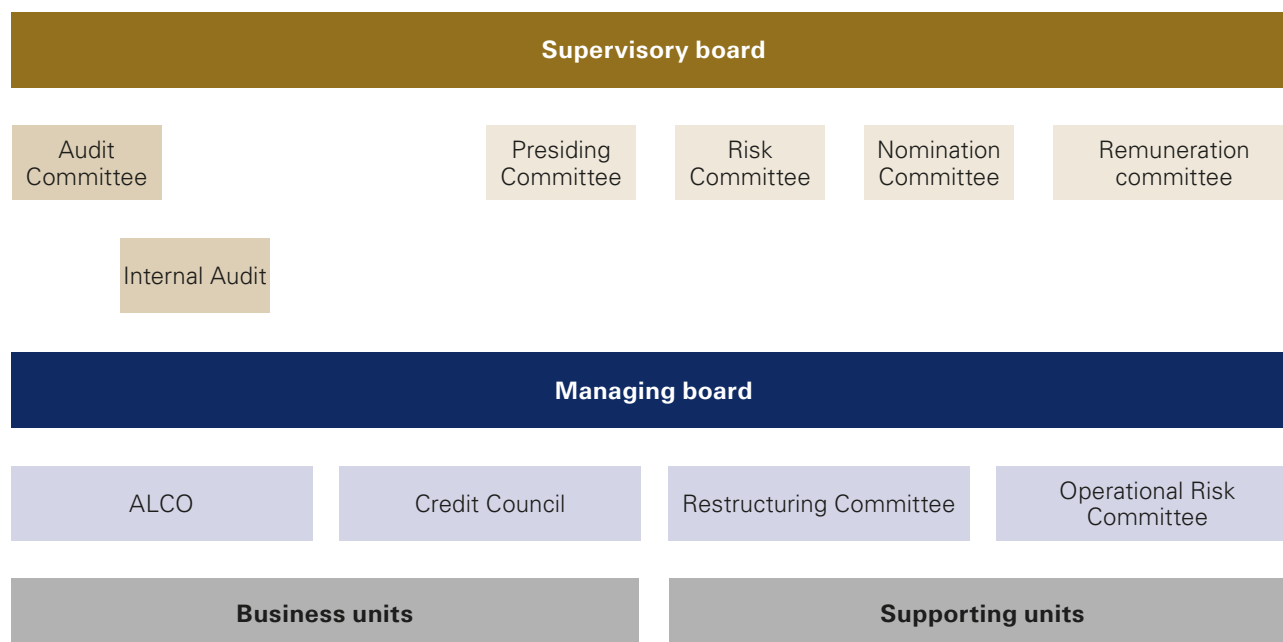 Supervisory board
Audit
Committee
Presiding
Committee
Risk
Committee
Nomination
Committee
Remuneration
committee
Internal Audit
Managing board
ALCO
Credit Council
Restructuring Committee
Operational Risk
Committee
Business units
Supporting units